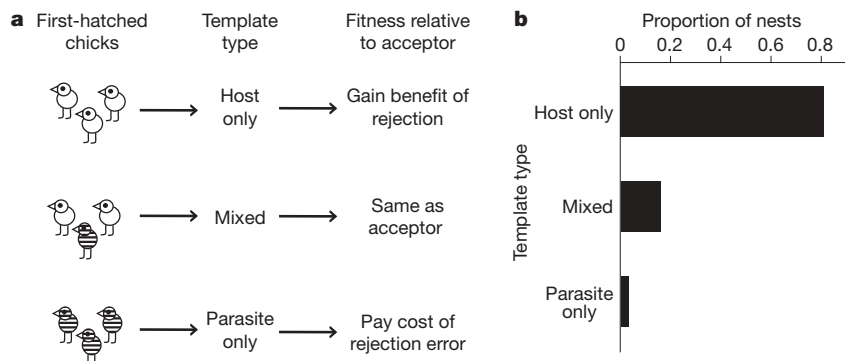 a
First-hatched
chicks
Template
type
Fitness relative
to acceptor
Host
only
Gain benefit of
rejection
Mixed
Same as
acceptor
Parasite
only
Pay cost of
rejection error
b
Proportion of nests
0 0.2 0.4 0.6 0.8
Template type
Host only
Mixed
Parasite
only